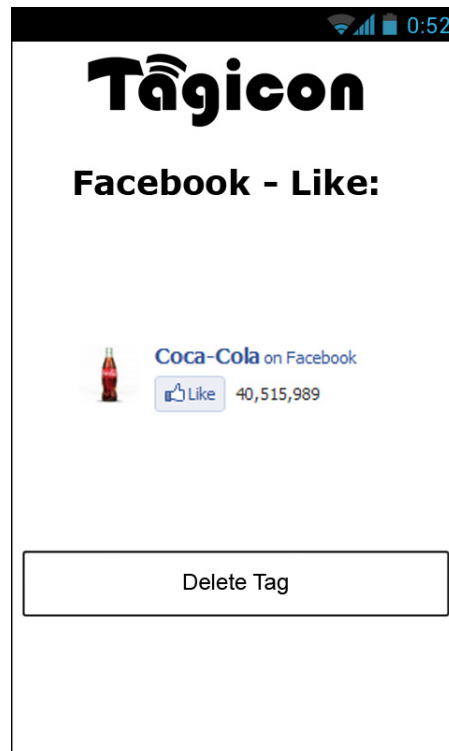 0:52
Tagicon
Facebook - Like:
Coca-Cola on Facebook
Like 40,515,989
Delete Tag